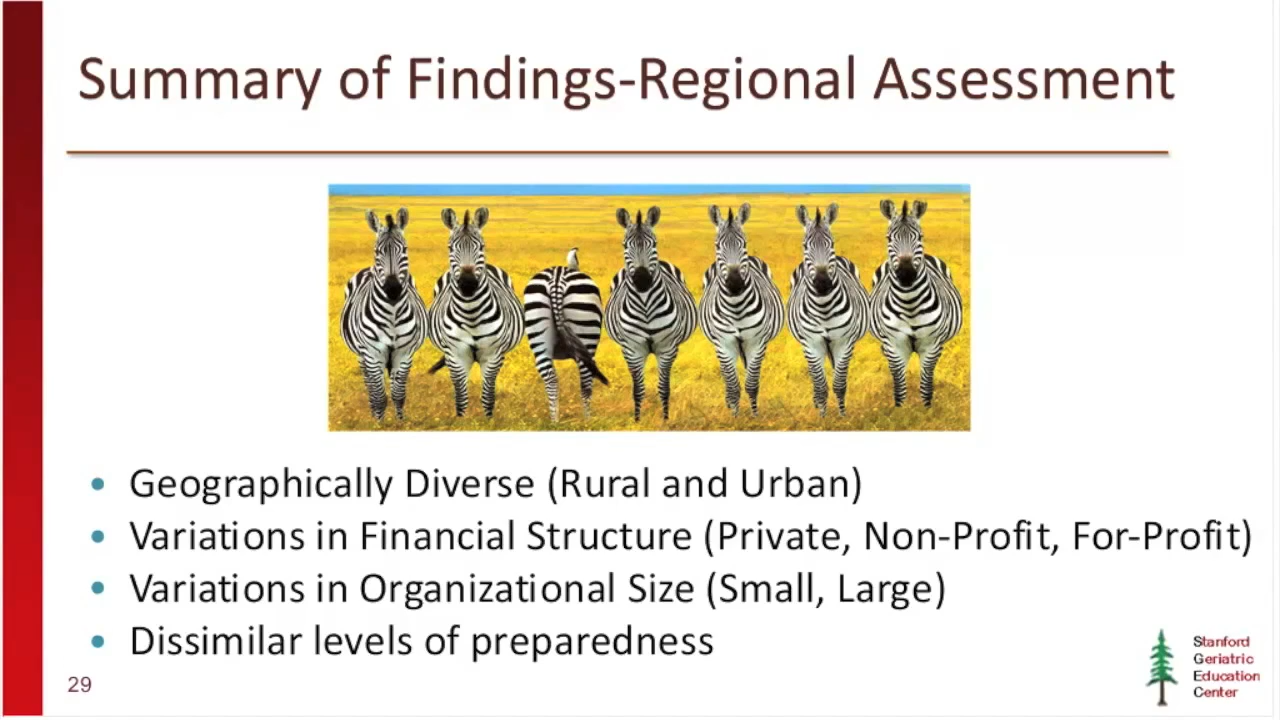 Summary of Findings-Regional Assessment
• Geographically Diverse (Rural and Urban)
• Variations in Financial Structure (Private, Non-Profit, For-Profit)
• Variations in Organizational Size (Small, Large)
• Dissimilar levels of preparedness
29
Stanford
Geriatric
Education
Center